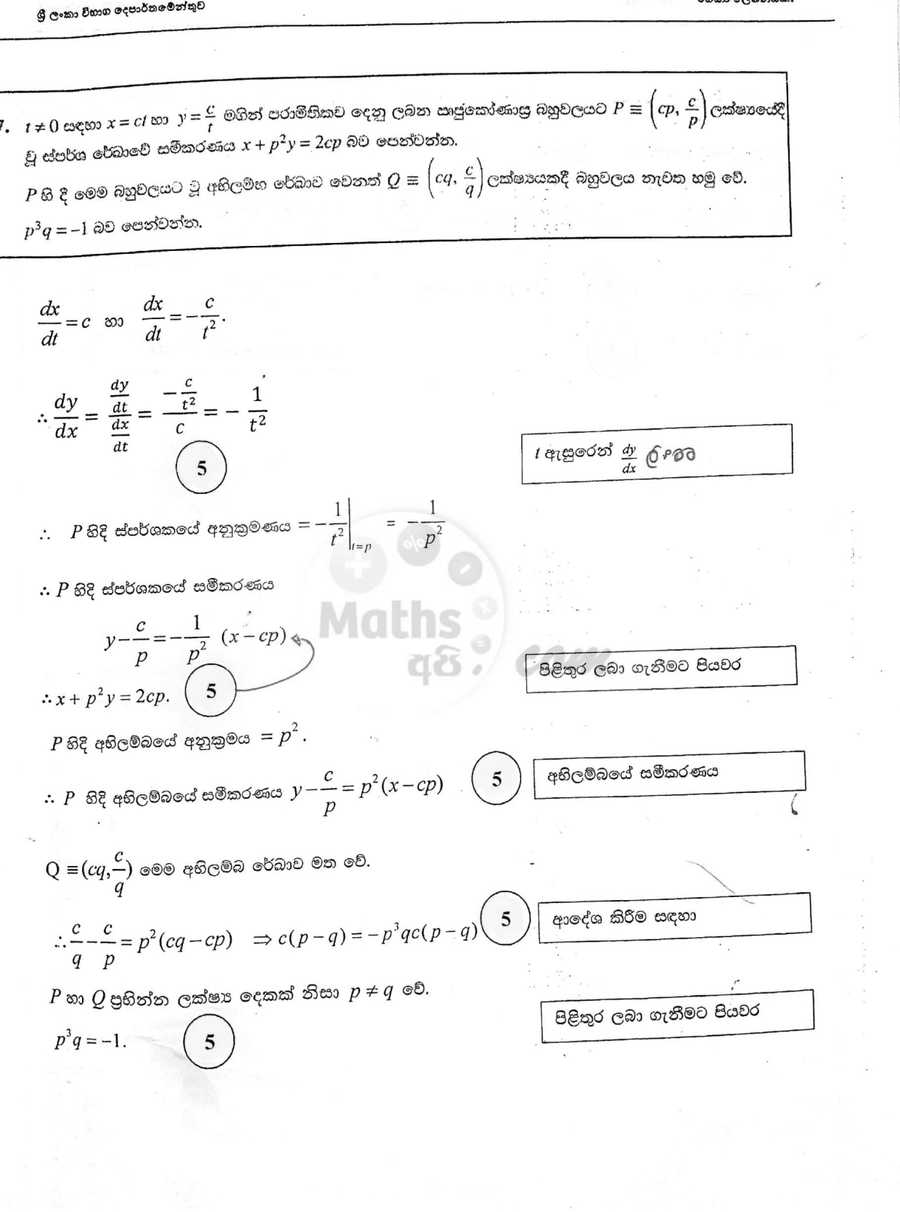 ශ්‍රී ලංකා විභාග දෙපාර්තමේන්තුව
7. t ≠ 0 සඳහා x = ct හා y = c/t මගින් පරාමිතිකව දෙනු ලබන ඍජුකෝණාස්‍ර බහුවලයට P ≡ (cp, c/p) ලක්ෂ්‍යයේදී
වූ ස්පර්ශ රේඛාවේ සමීකරණය x + p²y = 2cp බව පෙන්වන්න.
P හි දී මෙම බහුවලයට වූ අභිලම්භ රේඛාව වෙනත් Q ≡ (cq, c/q) ලක්ෂ්‍යයකදී බහුවලය නැවත හමු වේ.
p³q = −1 බව පෙන්වන්න.
dx/dt = c හා dx/dt = −c/t².
∴ dy/dx = (dy/dt)/(dx/dt) = (−c/t²)/c = −1/t²
5
t ඇසුරෙන් dy/dx
∴ P හිදි ස්පර්ශකයේ අනුක්‍රමණය = −1/t²|t=p = −1/p²
∴ P හිදි ස්පර්ශකයේ සමීකරණය
Maths
අපි.com
y − c/p = −1/p² (x − cp)
∴ x + p²y = 2cp. 5 පිළිතුර ලබා ගැනීමට පියවර
P හිදි අභිලම්බයේ අනුක්‍රමය = p².
∴ P හිදි අභිලම්බයේ සමීකරණය y − c/p = p²(x − cp) 5 අභිලම්බයේ සමීකරණය
Q ≡ (cq, c/q) මෙම අභිලම්බ රේඛාව මත වේ.
∴ c/q − c/p = p²(cq − cp) ⇒ c(p − q) = −p³qc(p − q) 5 ආදේශ කිරීම සඳහා
P හා Q ප්‍රභින්න ලක්ෂ්‍ය දෙකක් නිසා p ≠ q වේ.
p³q = −1. 5 පිළිතුර ලබා ගැනීමට පියවර